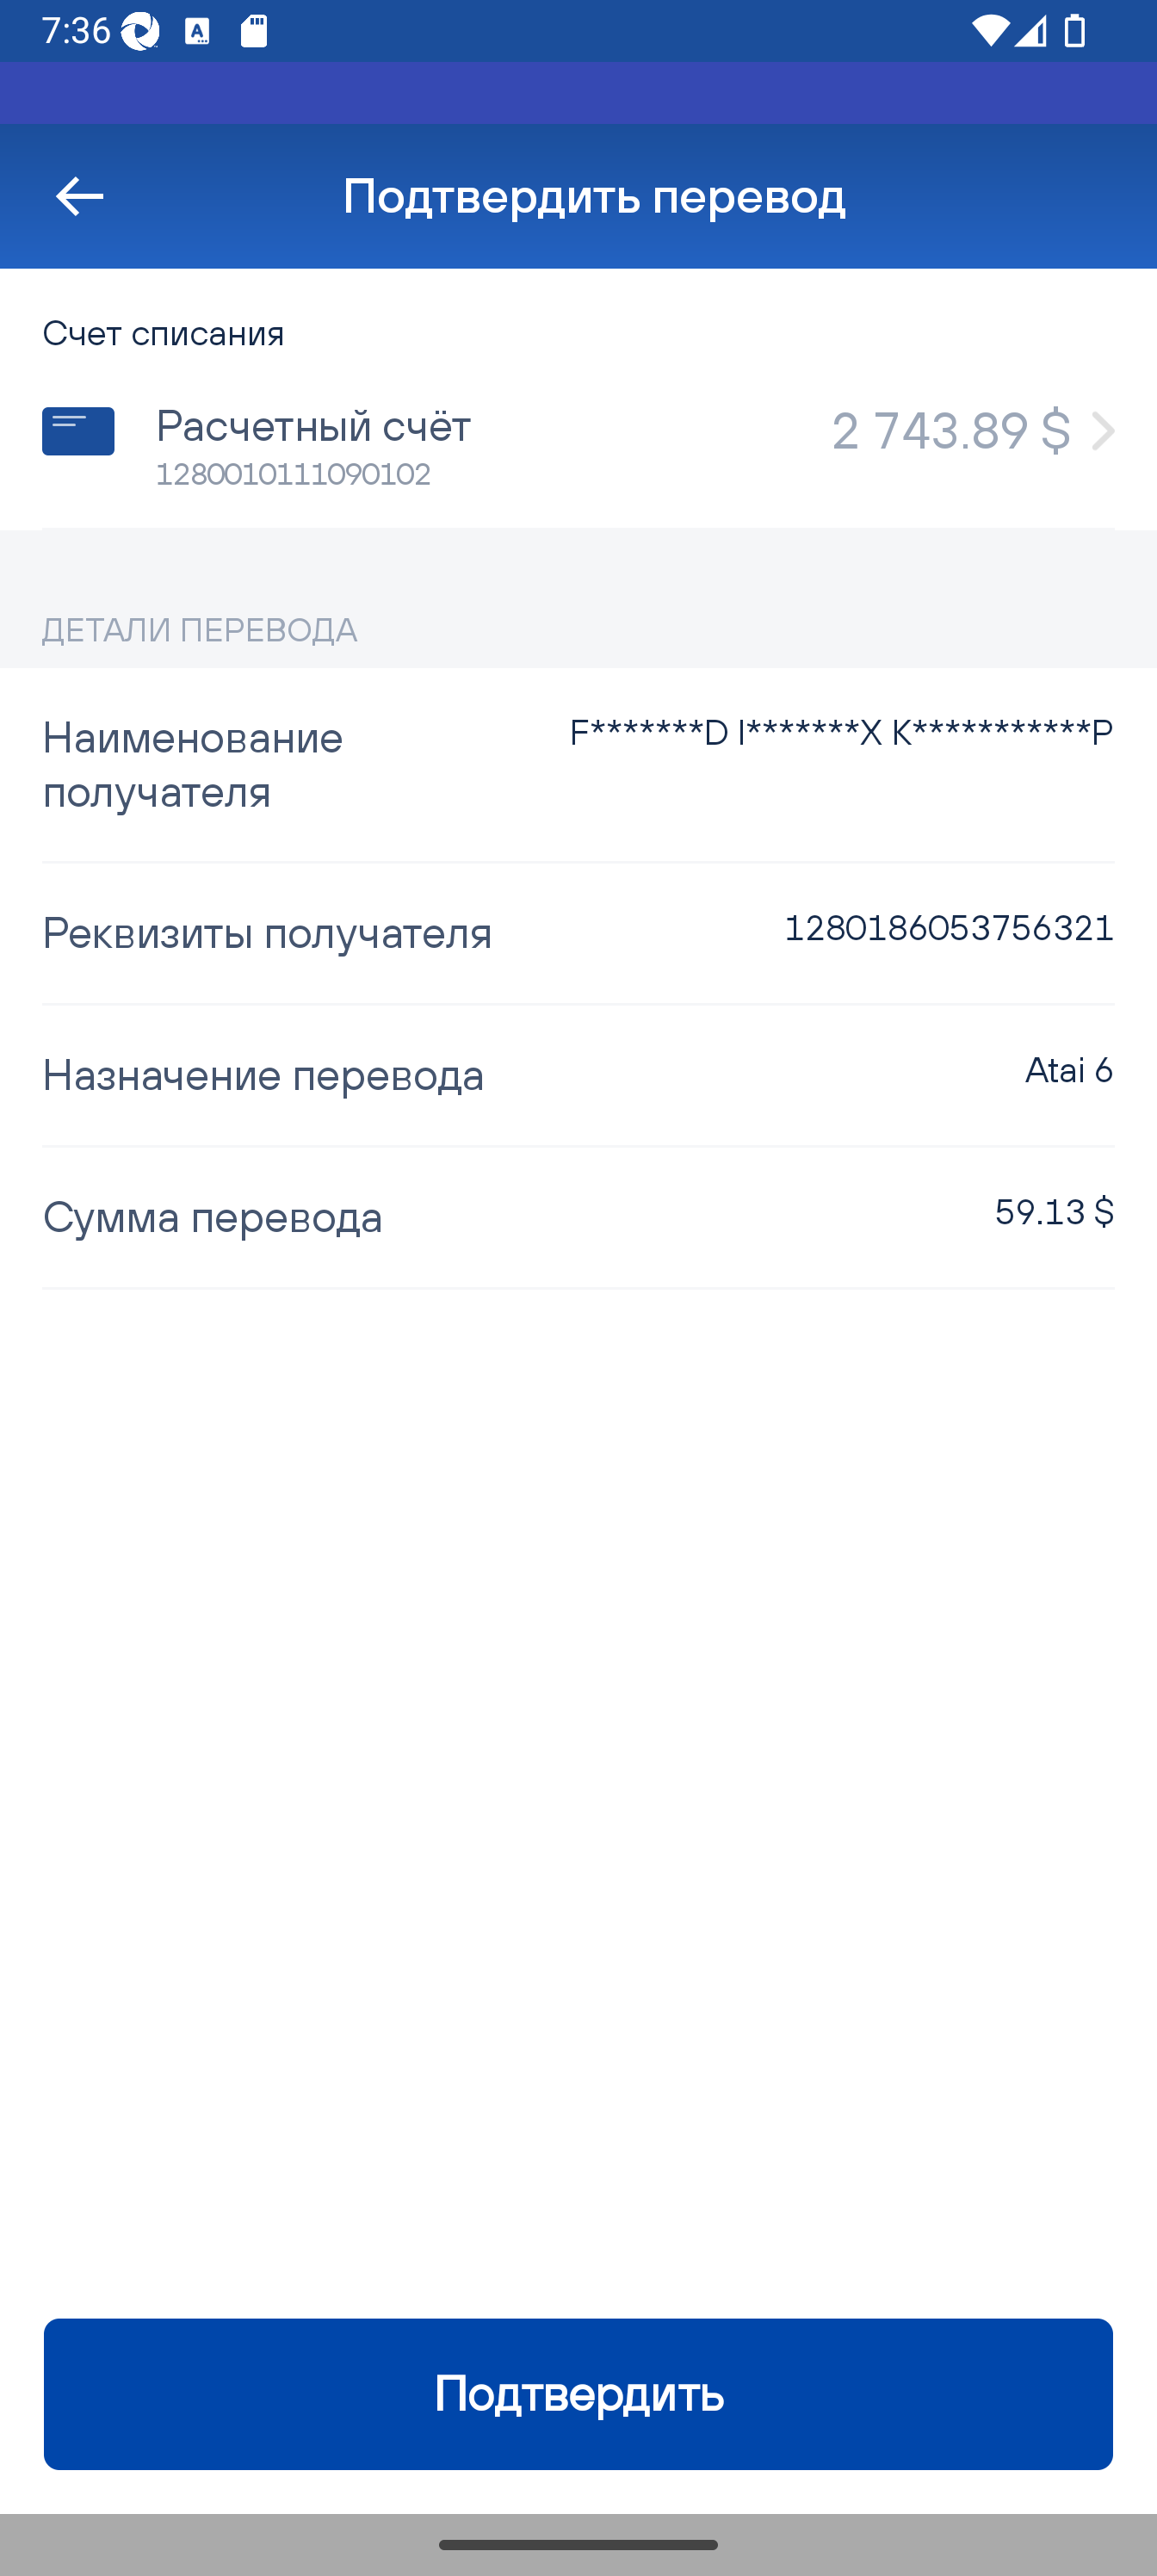 7:36
Подтвердить перевод
Счет списания
Расчетный счёт
2 743.89 $
1280010111090102
ДЕТАЛИ ПЕРЕВОДА
Наименование
получателя
F*******D I*******X K***********P
Реквизиты получателя
1280186053756321
Назначение перевода
Atai 6
Сумма перевода
59.13 $
Подтвердить